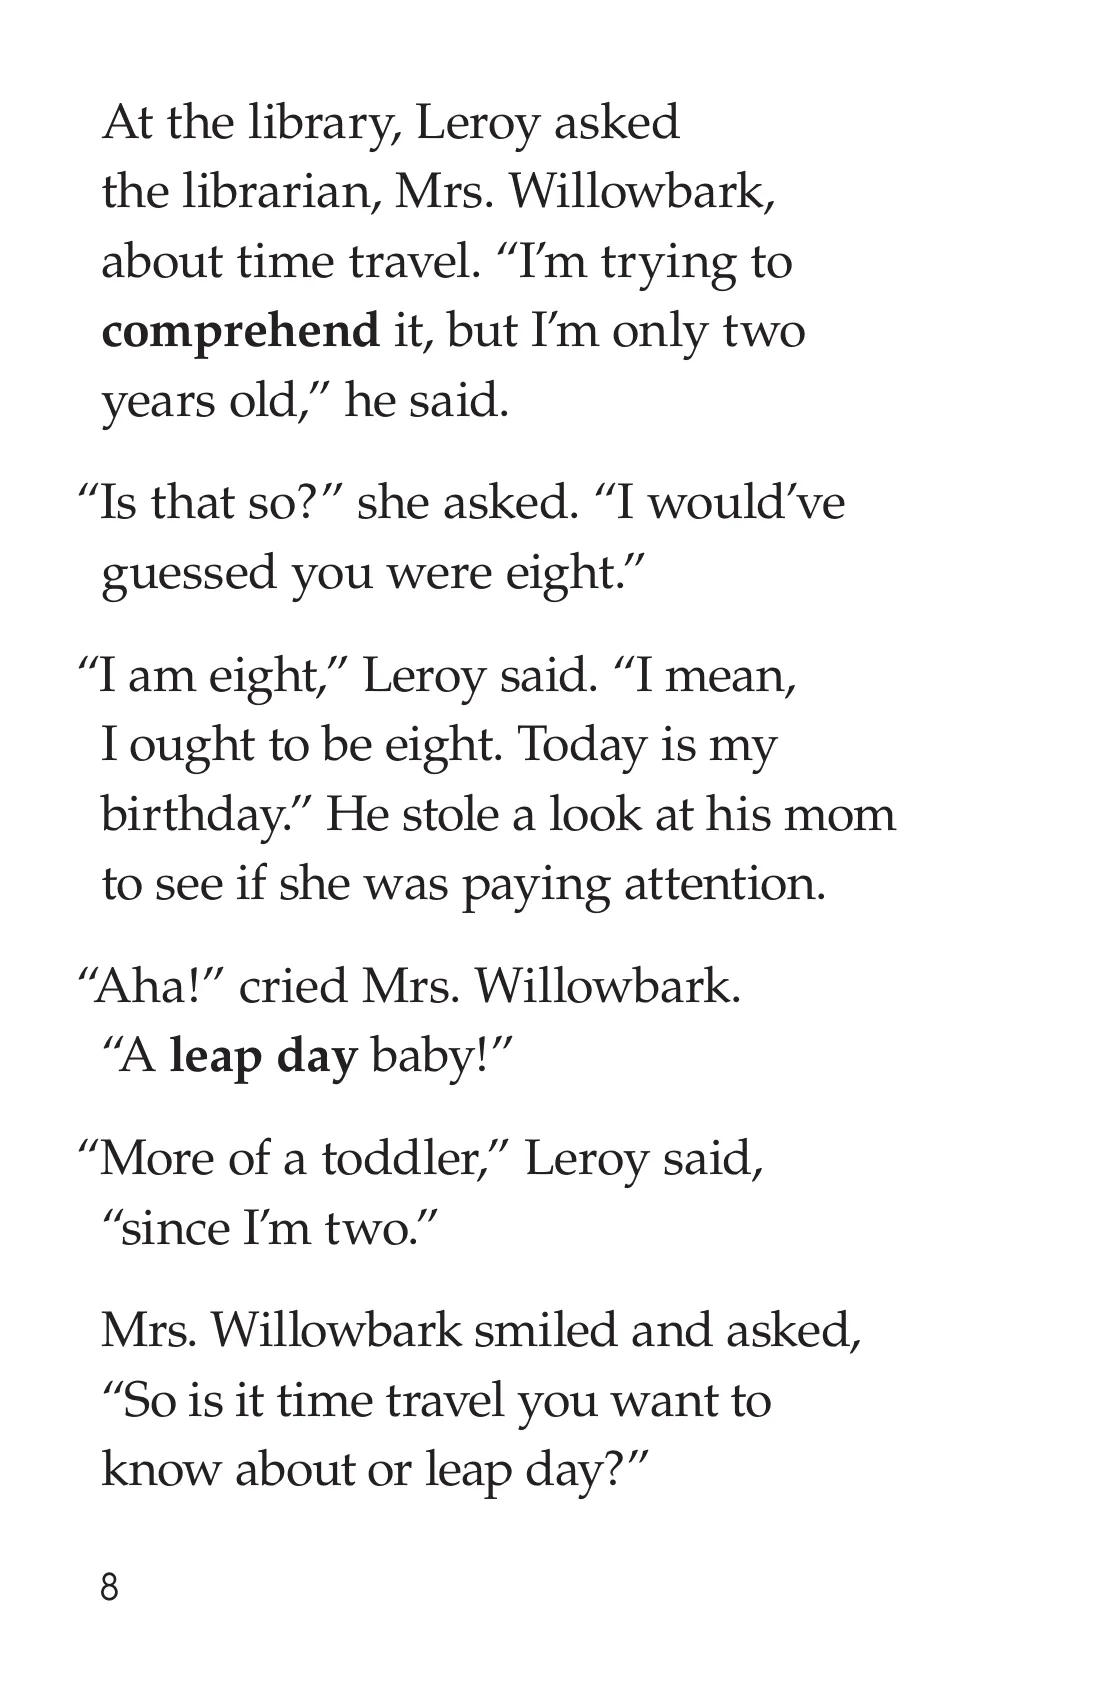 At the library, Leroy asked
the librarian, Mrs. Willowbark,
about time travel. “I’m trying to
comprehend it, but I’m only two
years old,” he said.
“Is that so?” she asked. “I would’ve
guessed you were eight.”
“I am eight,” Leroy said. “I mean,
I ought to be eight. Today is my
birthday.” He stole a look at his mom
to see if she was paying attention.
“Aha!” cried Mrs. Willowbark.
“A leap day baby!”
“More of a toddler,” Leroy said,
“since I’m two.”
Mrs. Willowbark smiled and asked,
“So is it time travel you want to
know about or leap day?”
8